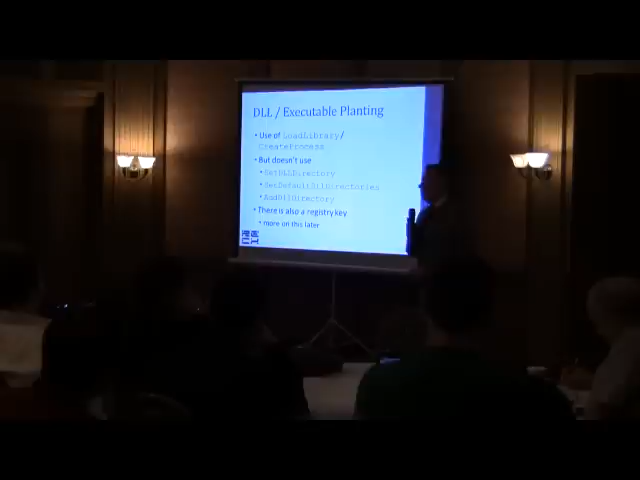 DLL / Executable Planting
• Use of LoadLibrary/
CreateProcess
• But doesn't use
• SetDLLDirectory
• SetDefaultDllDirectories
• AddDllDirectory
• There is also a registry key
• more on this later